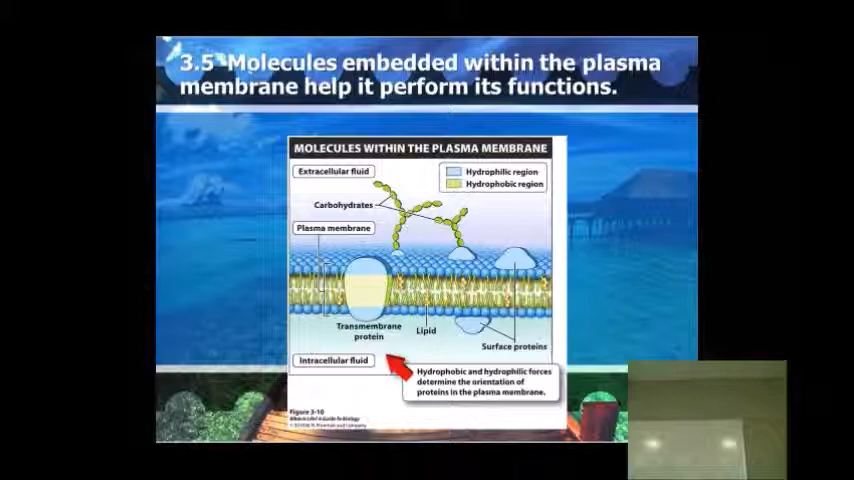 3.5 Molecules embedded within the plasma
membrane help it perform its functions.
MOLECULES WITHIN THE PLASMA MEMBRANE
Extracellular fluid
Hydrophilic region
Hydrophobic region
Carbohydrates
Plasma membrane
Transmembrane
protein
Lipid
Surface proteins
Intracellular fluid
Hydrophobic and hydrophilic forces
determine the orientation of
proteins in the plasma membrane.
Figure 3-10